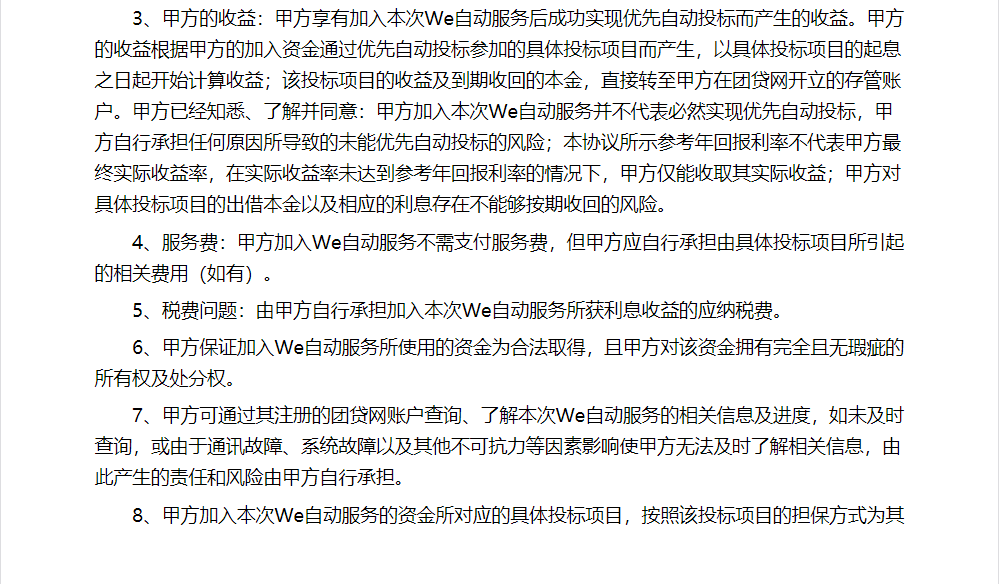 3、甲方的收益：甲方享有加入本次We自动服务后成功实现优先自动投标而产生的收益。甲方
的收益根据甲方的加入资金通过优先自动投标参加的具体投标项目而产生，以具体投标项目的起息
之日起开始计算收益；该投标项目的收益及到期收回的本金，直接转至甲方在团贷网开立的存管账
户。甲方已经知悉、了解并同意：甲方加入本次We自动服务并不代表必然实现优先自动投标，甲
方自行承担任何原因所导致的未能优先自动投标的风险；本协议所示参考年回报利率不代表甲方最
终实际收益率，在实际收益率未达到参考年回报利率的情况下，甲方仅能收取其实际收益；甲方对
具体投标项目的出借本金以及相应的利息存在不能够按期收回的风险。
4、服务费：甲方加入We自动服务不需支付服务费，但甲方应自行承担由具体投标项目所引起
的相关费用（如有）。
5、税费问题：由甲方自行承担加入本次We自动服务所获利息收益的应纳税费。
6、甲方保证加入We自动服务所使用的资金为合法取得，且甲方对该资金拥有完全且无瑕疵的
所有权及处分权。
7、甲方可通过其注册的团贷网账户查询、了解本次We自动服务的相关信息及进度，如未及时
查询，或由于通讯故障、系统故障以及其他不可抗力等因素影响使甲方无法及时了解相关信息，由
此产生的责任和风险由甲方自行承担。
8、甲方加入本次We自动服务的资金所对应的具体投标项目，按照该投标项目的担保方式为其